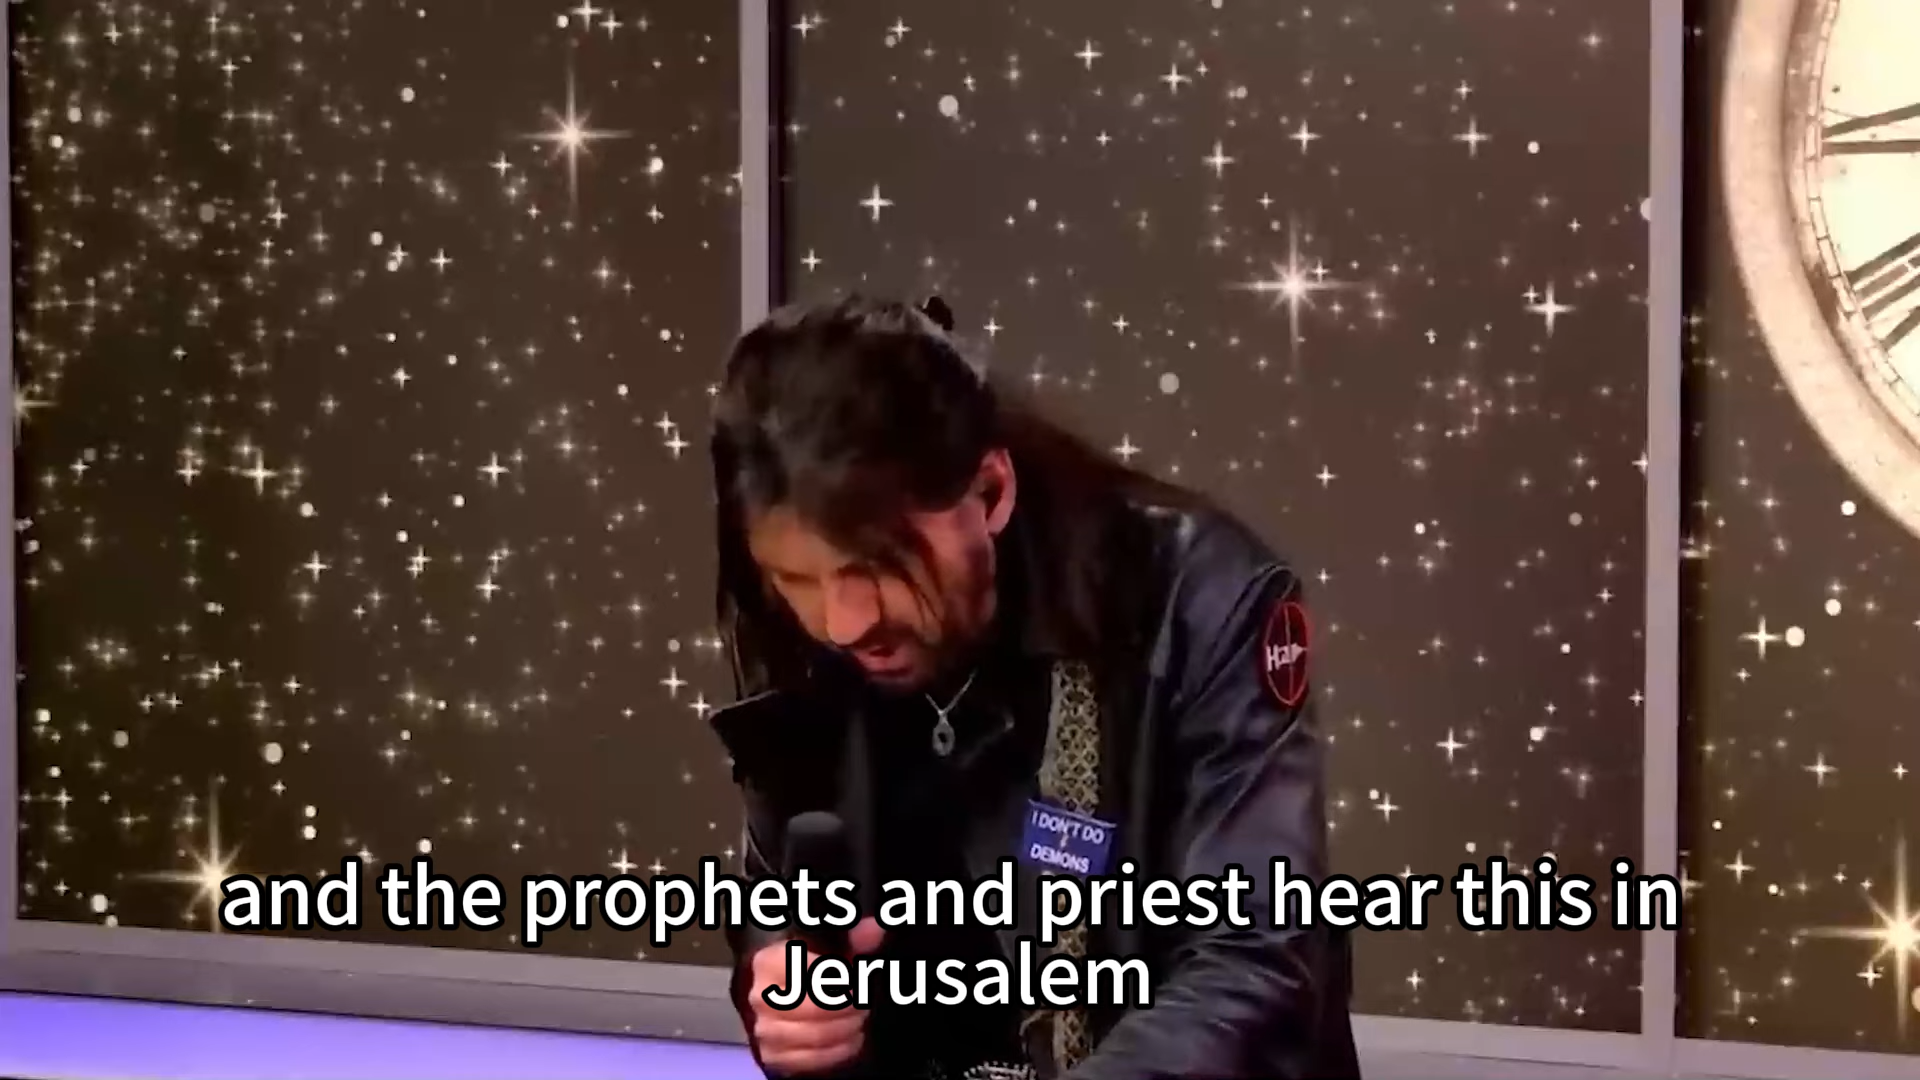 I DON'T DO
DEMONS
and the prophets and priest hear this in
Jerusalem